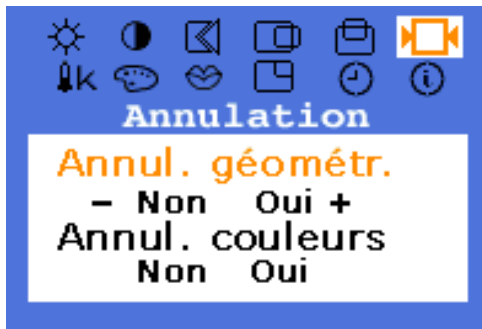 K
Annulation
Annul. géométr.
– Non Oui +
Annul. couleurs
Non Oui